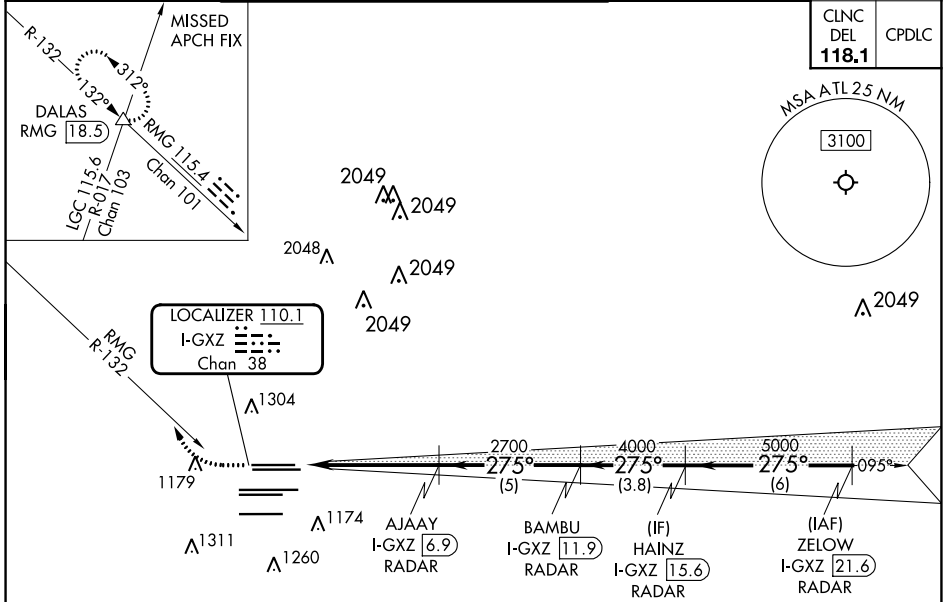 MISSED
APCH FIX
R-132
312°
132°
DALAS
RMG 18.5
RMG 115.4
Chan 101
LGC 115.6
R-017
Chan 103
CLNC
DEL
118.1
CPDLC
MSA ATL 25 NM
3100
2049
2049
2048
2049
2049
2049
LOCALIZER 110.1
I-GXZ
Chan 38
RMG
R-132
1304
1179
2700
4000
5000
275°
275°
275°
095°
(5)
(3.8)
(6)
1311
1260
1174
AJAAY
I-GXZ 6.9
RADAR
BAMBU
I-GXZ 11.9
RADAR
(IF)
HAINZ
I-GXZ 15.6
RADAR
(IAF)
ZELOW
I-GXZ 21.6
RADAR